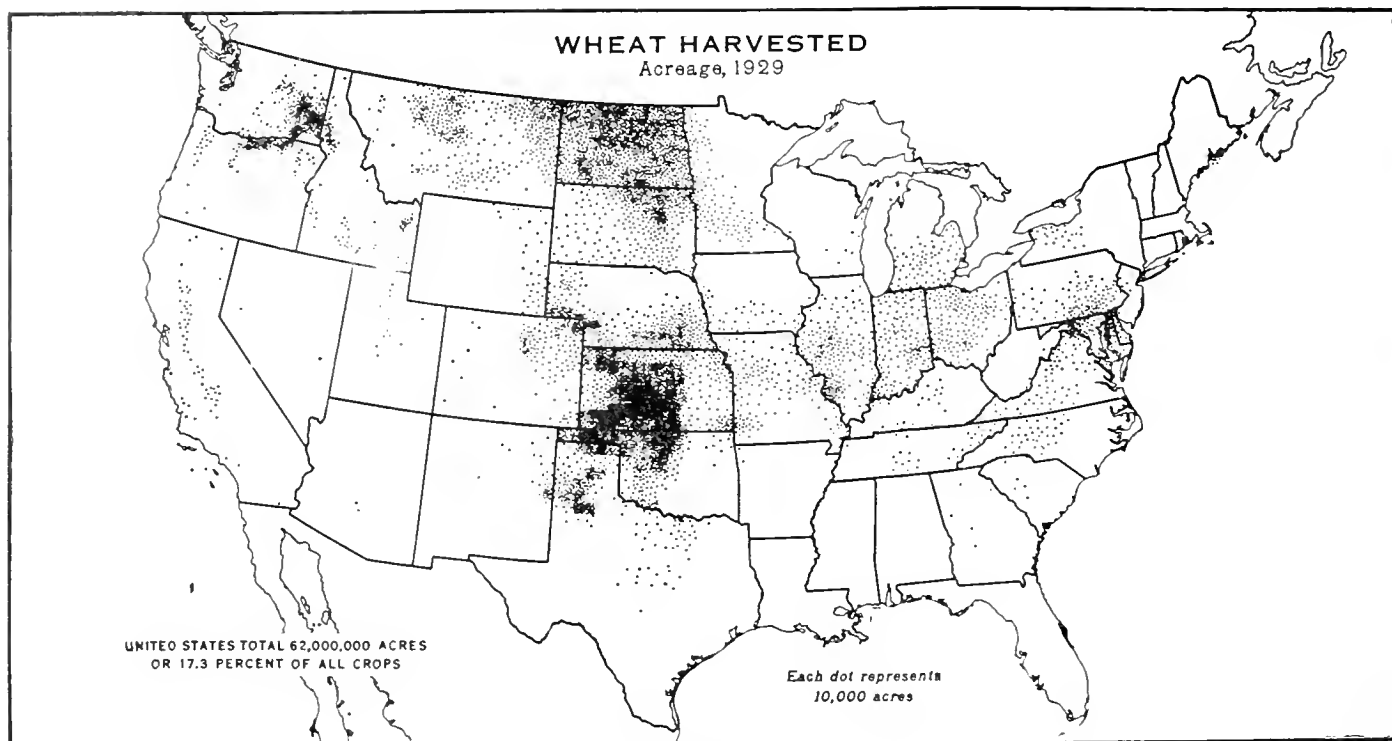 WHEAT HARVESTED
Acreage, 1929
UNITED STATES TOTAL 62,000,000 ACRES
OR 17.3 PERCENT OF ALL CROPS
Each dot represents
10,000 acres